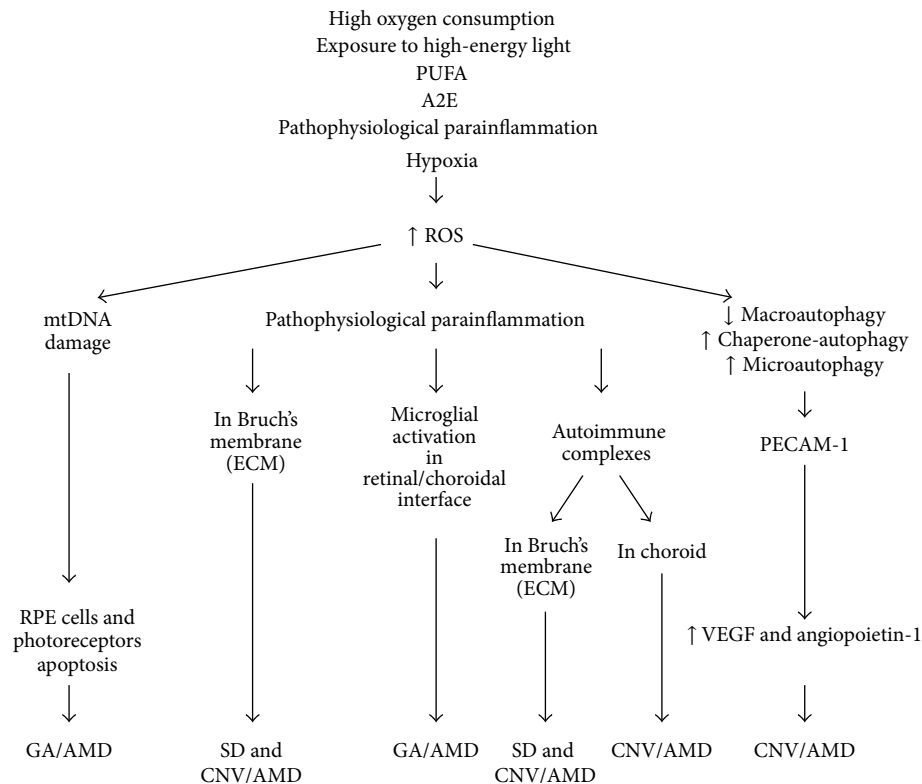 High oxygen consumption
Exposure to high-energy light
PUFA
A2E
Pathophysiological parainflammation
Hypoxia
↑ ROS
mtDNA
damage
Pathophysiological parainflammation
↓ Macroautophagy
↑ Chaperone-autophagy
↑ Microautophagy
In Bruch's
membrane
(ECM)
Microglial
activation
in
retinal/choroidal
interface
Autoimmune
complexes
PECAM-1
In Bruch's
membrane
(ECM)
In choroid
RPE cells and
photoreceptors
apoptosis
↑ VEGF and angiopoietin-1
GA/AMD
SD and
CNV/AMD
GA/AMD
SD and
CNV/AMD
CNV/AMD
CNV/AMD